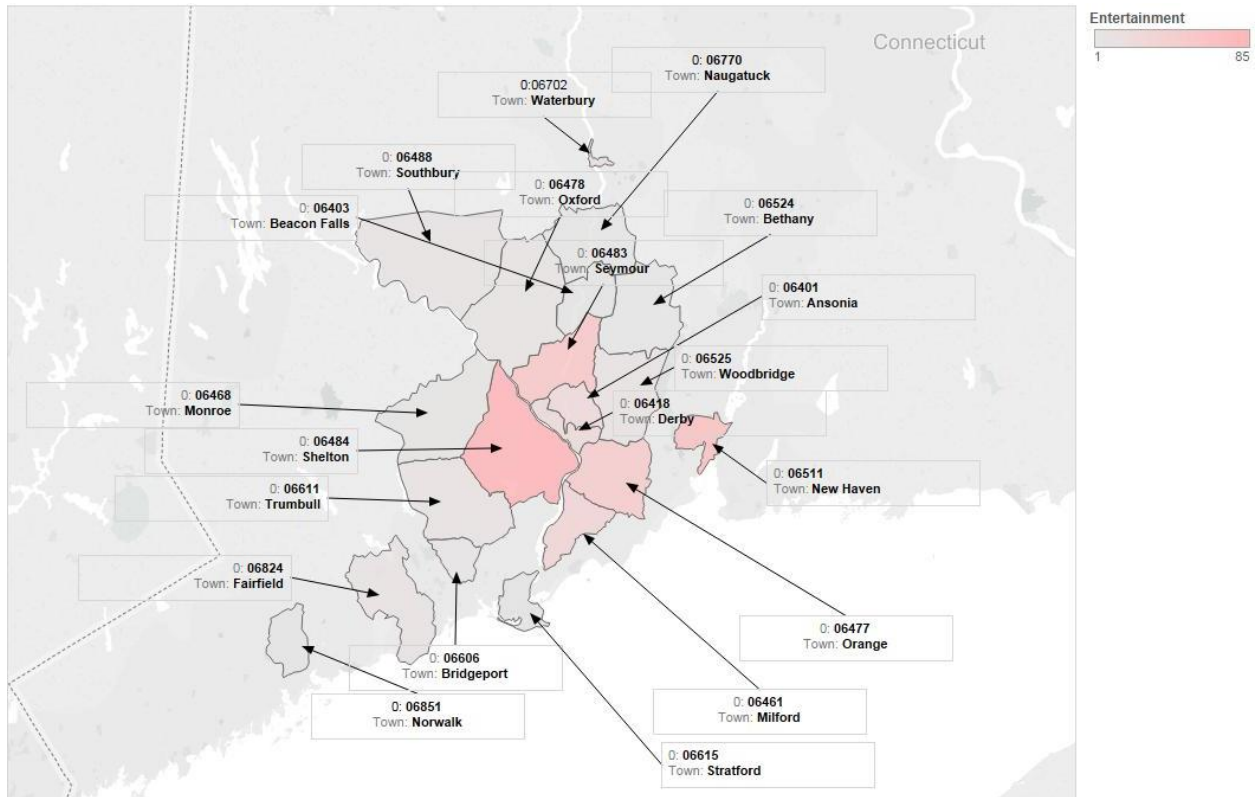 Entertainment
1 85
Connecticut
0: 06770
Town: Naugatuck
0:06702
Town: Waterbury
0: 06488
Town: Southbury
0: 06478
Town: Oxford
0: 06403
Town: Beacon Falls
0: 06524
Town: Bethany
0: 06483
Town: Seymour
0: 06401
Town: Ansonia
0: 06525
Town: Woodbridge
0: 06468
Town: Monroe
0: 06418
Town: Derby
0: 06484
Town: Shelton
0: 06511
Town: New Haven
0: 06611
Town: Trumbull
0: 06824
Town: Fairfield
0: 06477
Town: Orange
0: 06606
Town: Bridgeport
0: 06851
Town: Norwalk
0: 06461
Town: Milford
0: 06615
Town: Stratford